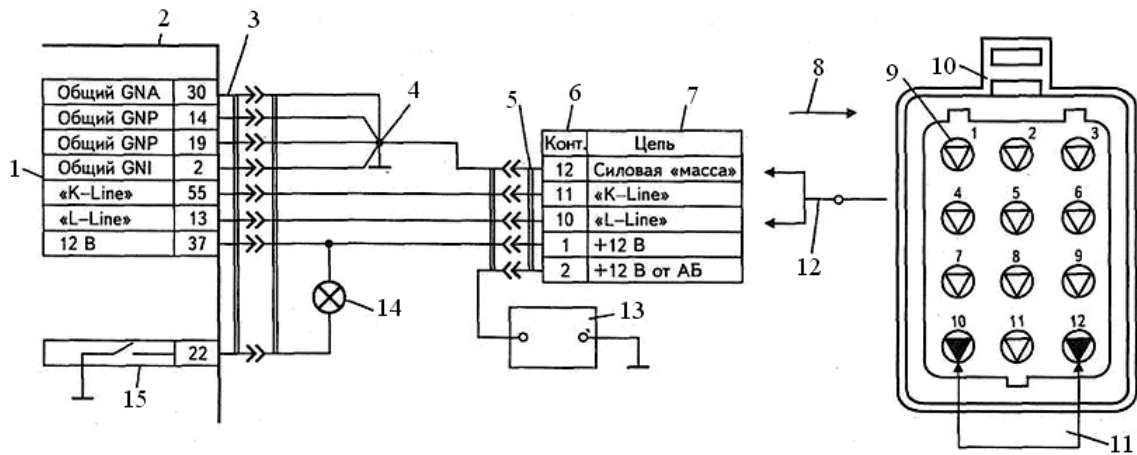 2
3
Общий GNA 30
Общий GNP 14
Общий GNP 19
Общий GNI 2
«K–Line» 55
«L–Line» 13
12 В 37
1
22
15
4
14
5
6
7
Конт. Цепь
12 Силовая «масса»
11 «K–Line»
10 «L–Line»
1 +12 В
2 +12 В от АБ
13
8
12
9
10
1 2 3
4 5 6
7 8 9
10 11 12
11